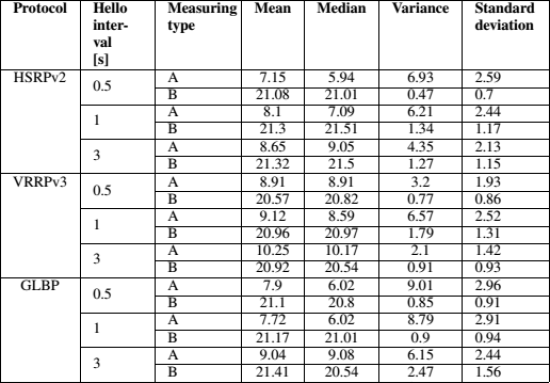 Protocol Hello inter- val [s] Measuring type Mean Median Variance Standard deviation
HSRPv2 0.5 A 7.15 5.94 6.93 2.59
B 21.08 21.01 0.47 0.7
1 A 8.1 7.09 6.21 2.44
B 21.3 21.51 1.34 1.17
3 A 8.65 9.05 4.35 2.13
B 21.32 21.5 1.27 1.15
VRRPv3 0.5 A 8.91 8.91 3.2 1.93
B 20.57 20.82 0.77 0.86
1 A 9.12 8.59 6.57 2.52
B 20.96 20.97 1.79 1.31
3 A 10.25 10.17 2.1 1.42
B 20.92 20.54 0.91 0.93
GLBP 0.5 A 7.9 6.02 9.01 2.96
B 21.1 20.8 0.85 0.91
1 A 7.72 6.02 8.79 2.91
B 21.17 21.01 0.9 0.94
3 A 9.04 9.08 6.15 2.44
B 21.41 20.54 2.47 1.56